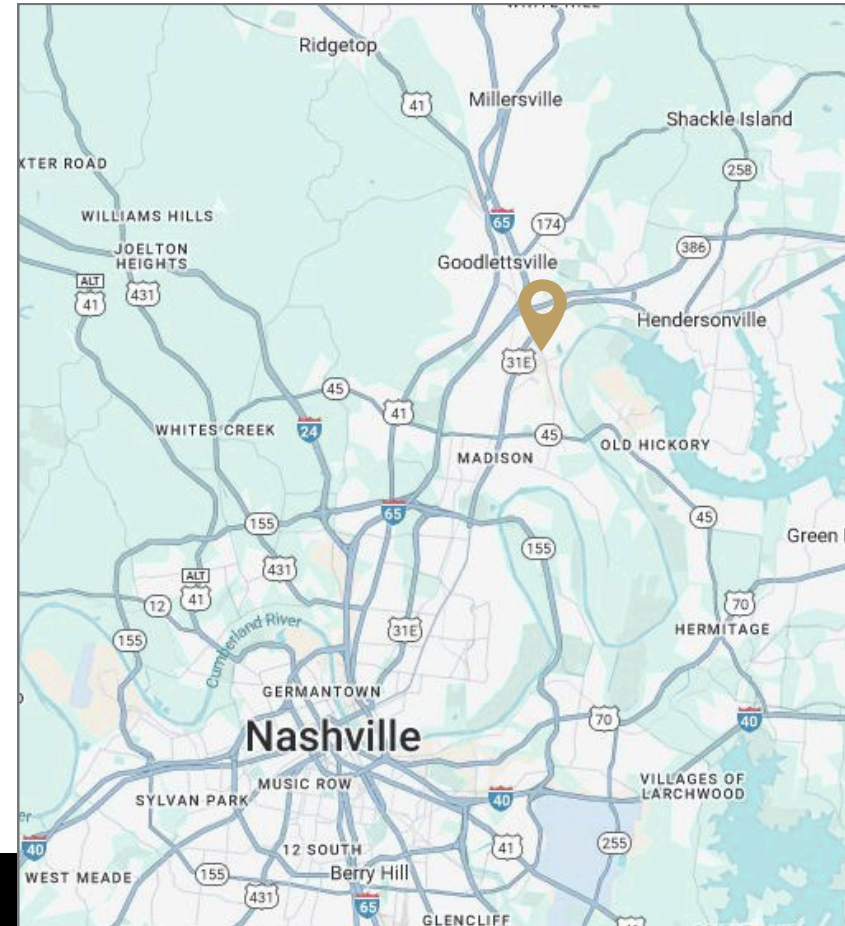 Ridgetop
41
Millersville
Shackle Island
XTER ROAD
258
WILLIAMS HILLS
65
174
JOELTON
HEIGHTS
386
Goodlettsville
ALT
41
431
Hendersonville
31E
45
41
WHITES CREEK
24
45
OLD HICKORY
MADISON
65
155
45
155
Green
431
ALT
41
12
70
155
Cumberland River
31E
HERMITAGE
GERMANTOWN
70
40
Nashville
MUSIC ROW
VILLAGES OF
LARCHWOOD
SYLVAN PARK
40
er
40
12 SOUTH
41
255
WEST MEADE
155
Berry Hill
431
65
GLENCLIFF